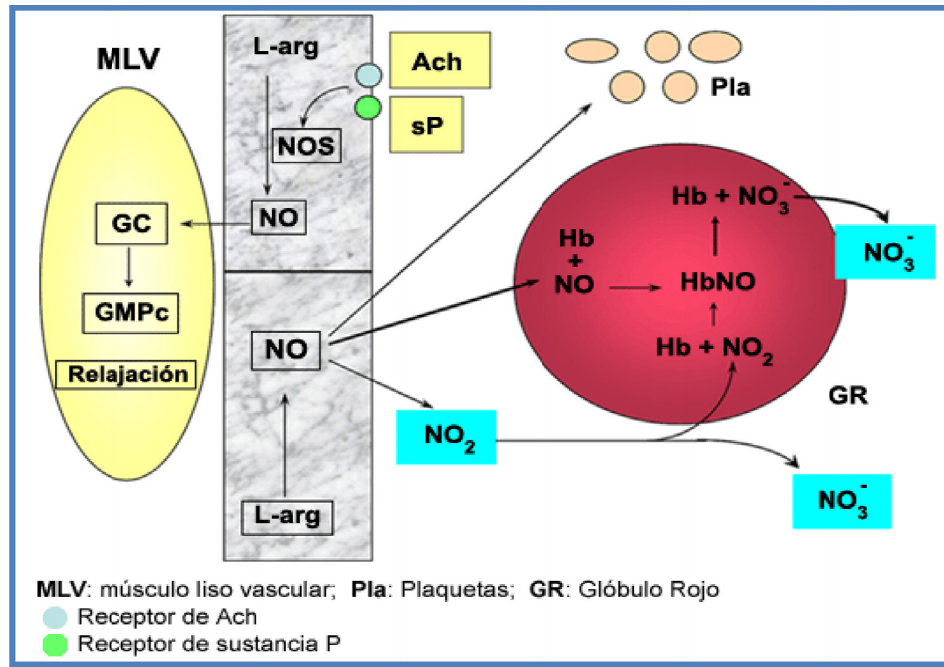 MLV
L-arg
Ach
sP
NOS
NO
GC
GMPc
Relajación
NO
L-arg
Pla
Hb + NO3-
NO3-
Hb
+
NO
HbNO
Hb + NO2
GR
NO2
NO3-
MLV: músculo liso vascular; Pla: Plaquetas; GR: Glóbulo Rojo
Receptor de Ach
Receptor de sustancia P